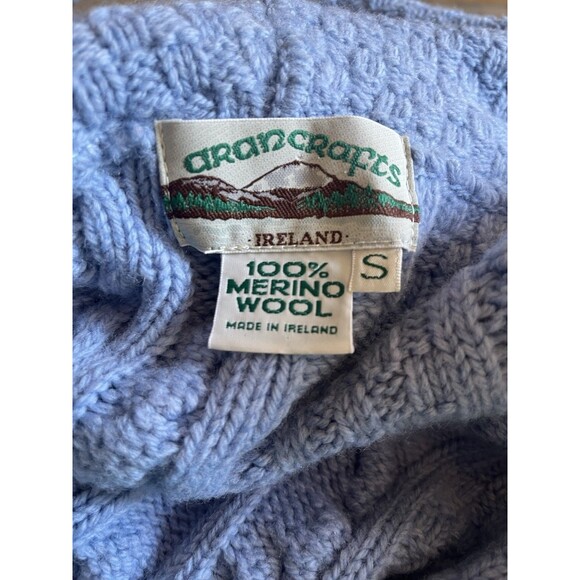 arancrafts
·IRELAND·
100%
MERINO
WOOL
MADE IN IRELAND
S